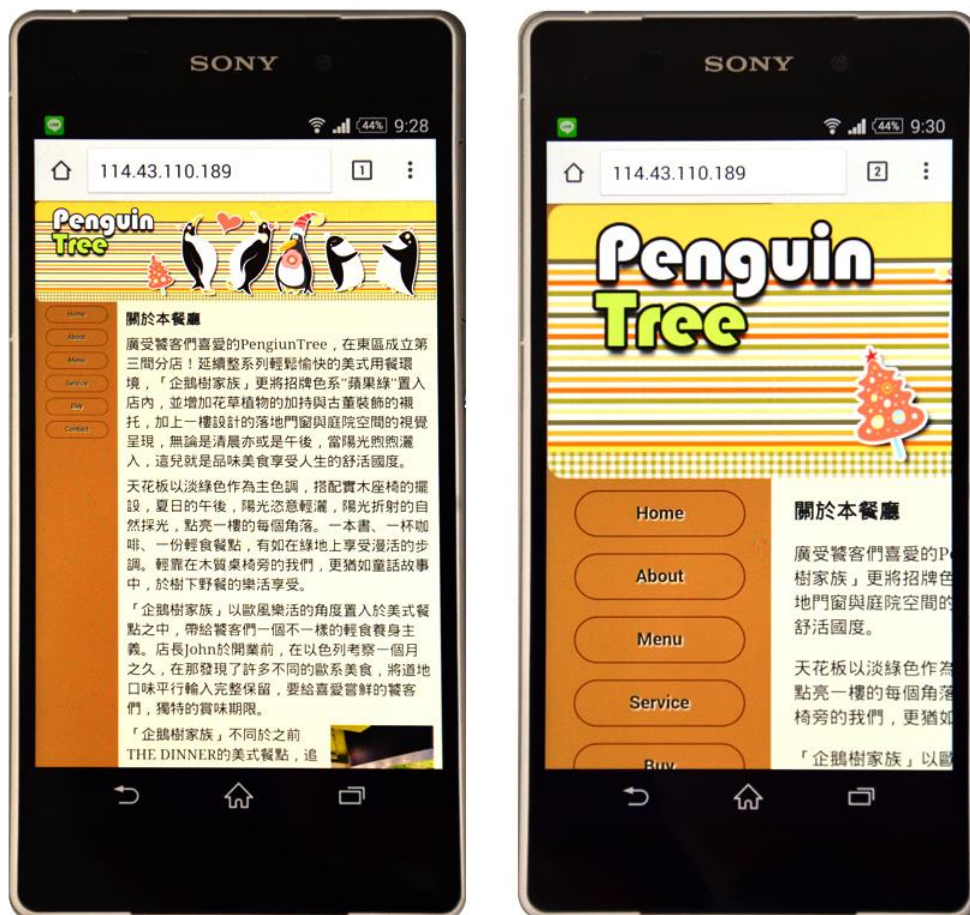 SONY
44% 9:28
114.43.110.189
1
Penguin
Tree
Home
About
Menu
Service
Buy
Contact
關於本餐廳
廣受饕客們喜愛的PengiunTree，在東區成立第
三間分店！延續整系列輕鬆愉快的美式用餐環
境，「企鵝樹家族」更將招牌色系"蘋果綠"置入
店內，並增加花草植物的加持與古董裝飾的襯
托，加上一樓設計的落地門窗與庭院空間的視覺
呈現，無論是清晨亦或是午後，當陽光煦煦灑
入，這兒就是品味美食享受人生的舒活國度。
天花板以淡綠色作為主色調，搭配實木座椅的擺
設，夏日的午後，陽光恣意輕灑，陽光折射的自
然採光，點亮一樓的每個角落。一本書、一杯咖
啡、一份輕食餐點，有如在綠地上享受漫活的步
調。輕靠在木質桌椅旁的我們，更猶如童話故事
中，於樹下野餐的樂活享受。
「企鵝樹家族」以歐風樂活的角度置入於美式餐
點之中，帶給饕客們一個不一樣的輕食養身主
義。店長John於開業前，在以色列考察一個月
之久，在那發現了許多不同的歐系美食，將道地
口味平行輸入完整保留，要給喜愛嘗鮮的饕客
們，獨特的賞味期限。
「企鵝樹家族」不同於之前
THE DINNER的美式餐點，追
SONY
44% 9:30
114.43.110.189
2
Penguin
Tree
Home
About
Menu
Service
Buy
關於本餐廳
廣受饕客們喜愛的P
樹家族」更將招牌色
地門窗與庭院空間的
舒活國度。
天花板以淡綠色作為
點亮一樓的每個角落
椅旁的我們，更猶如
「企鵝樹家族」以歐